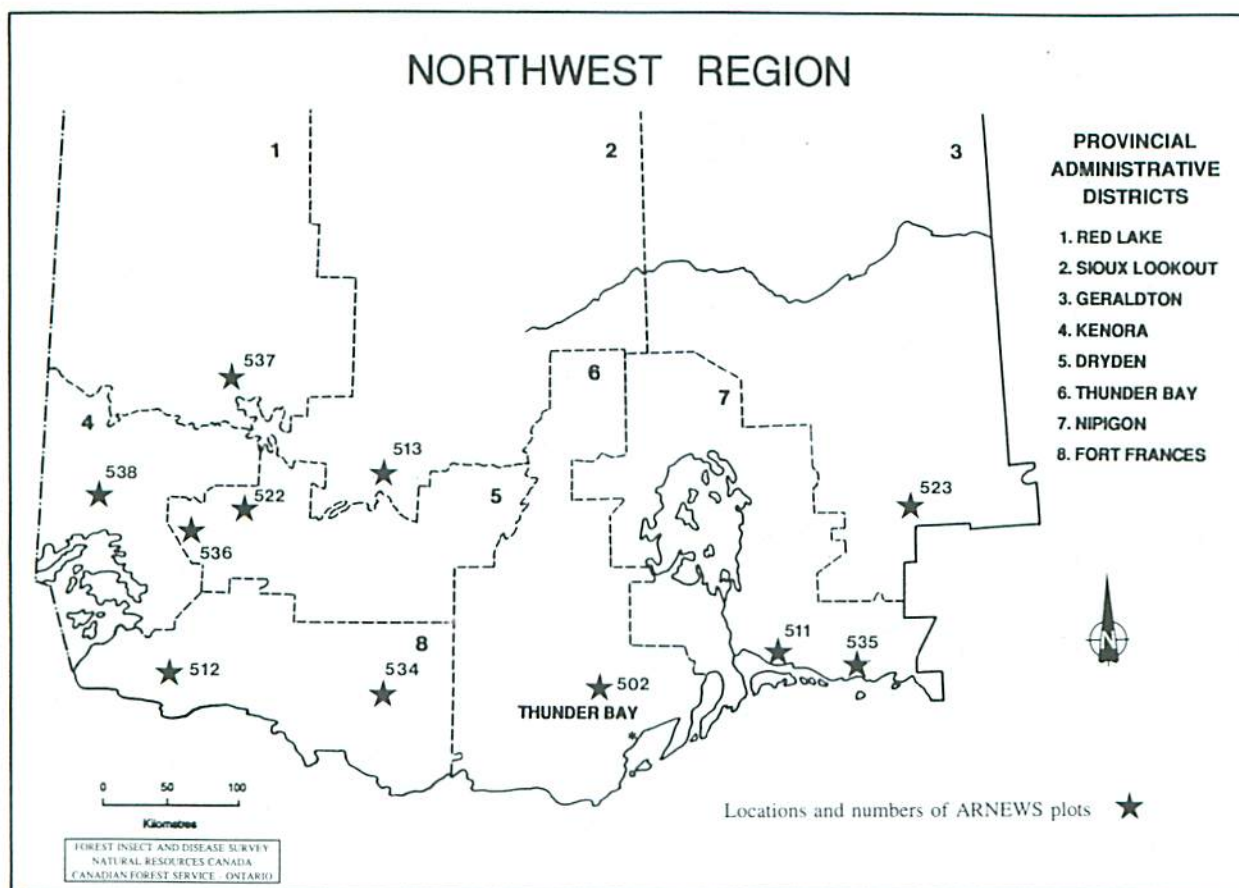 NORTHWEST REGION
1
2
3
PROVINCIAL
ADMINISTRATIVE
DISTRICTS
1. RED LAKE
2. SIOUX LOOKOUT
3. GERALDTON
4. KENORA
5. DRYDEN
6. THUNDER BAY
7. NIPIGON
8. FORT FRANCES
537
6
7
4
538
513
522
5
523
536
8
511
535
512
534
502
THUNDER BAY
N
0 50 100
Kilometres
Locations and numbers of ARNEWS plots
FOREST INSECT AND DISEASE SURVEY
NATURAL RESOURCES CANADA
CANADIAN FOREST SERVICE - ONTARIO